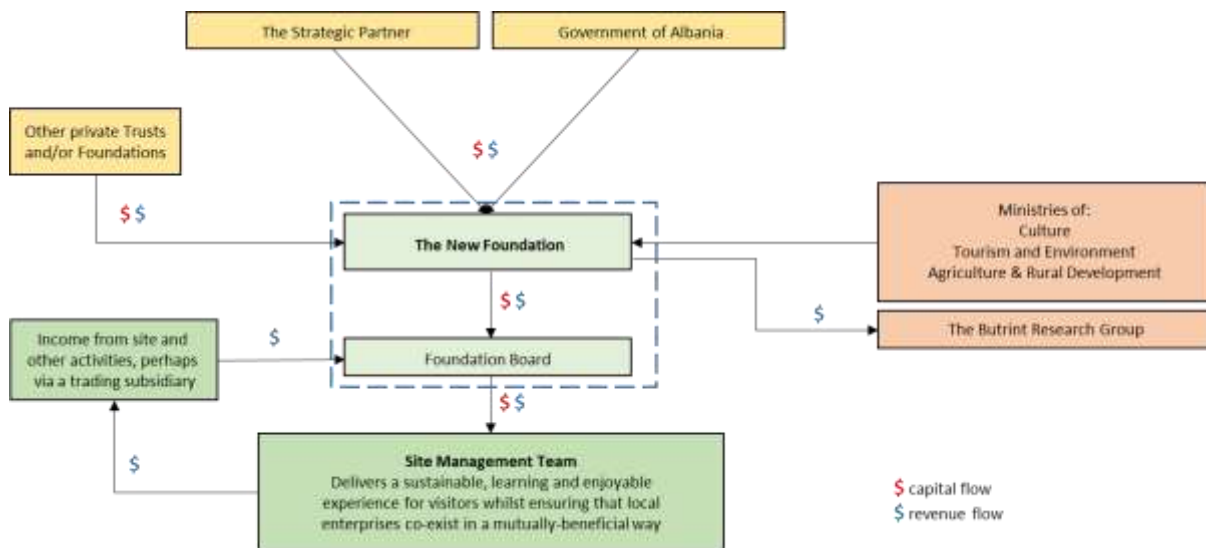 The Strategic Partner
Government of Albania
Other private Trusts
and/or Foundations
$ $
$ $
The New Foundation
Ministries of:
Culture
Tourism and Environment
Agriculture & Rural Development
$ $
$
The Butrint Research Group
Income from site and
other activities, perhaps
via a trading subsidiary
$
Foundation Board
$ $
$
Site Management Team
Delivers a sustainable, learning and enjoyable
experience for visitors whilst ensuring that local
enterprises co-exist in a mutually-beneficial way
$ capital flow
$ revenue flow